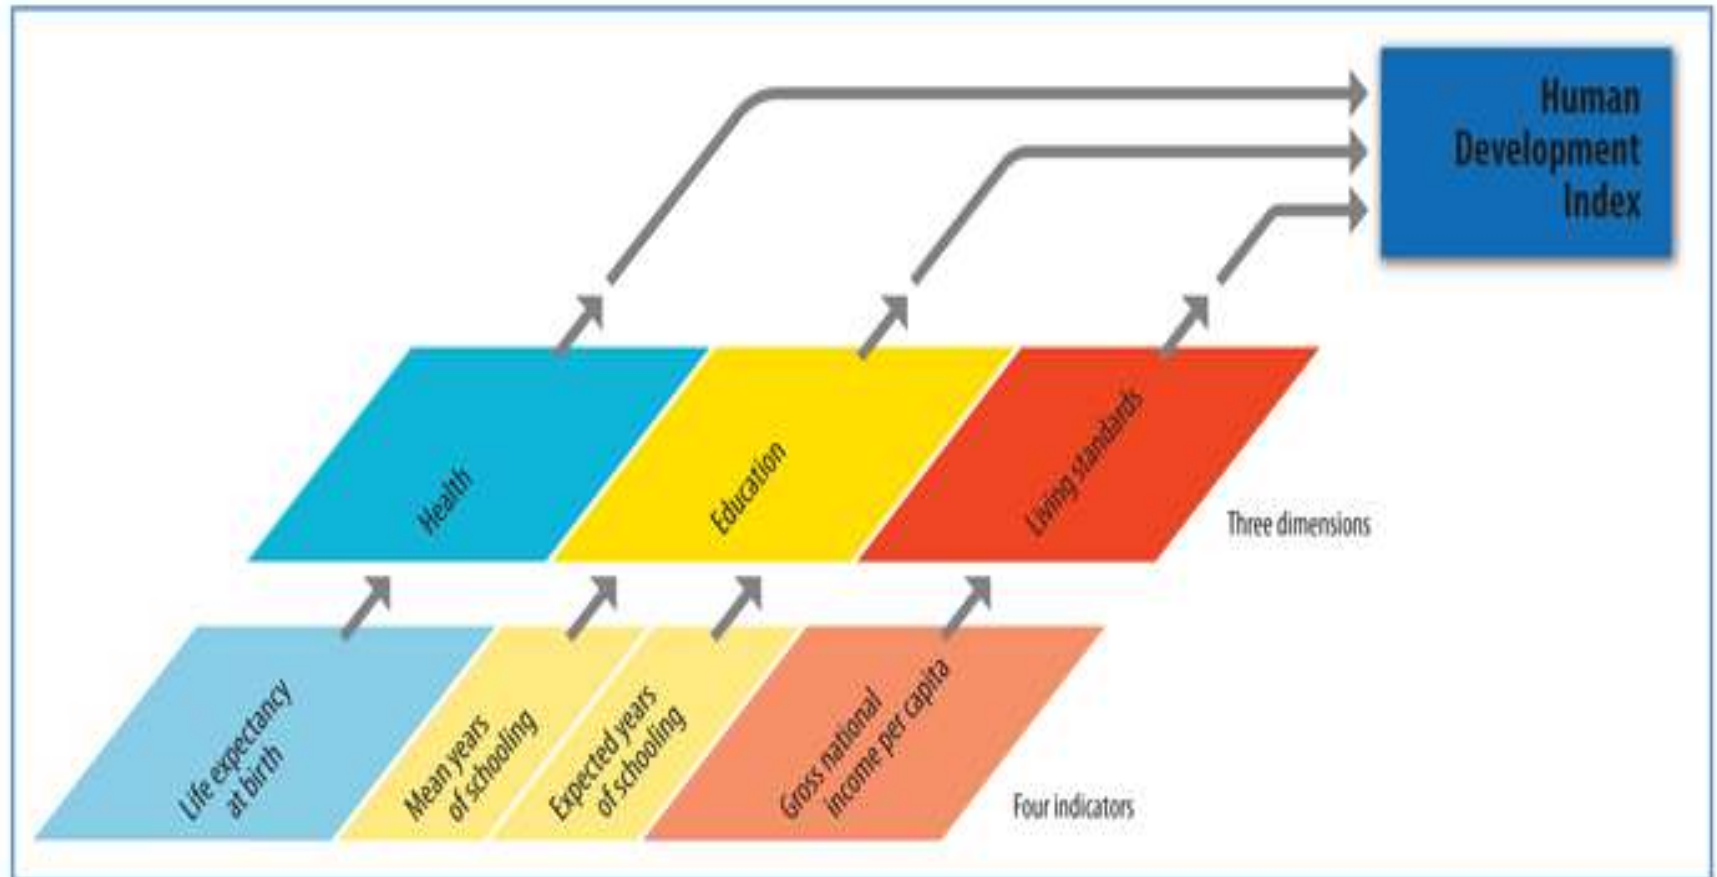 Human
Development
Index
Health
Education
Living standards
Three dimensions
Life expectancy
at birth
Mean years
of schooling
Expected years
of schooling
Gross national
income per capita
Four indicators